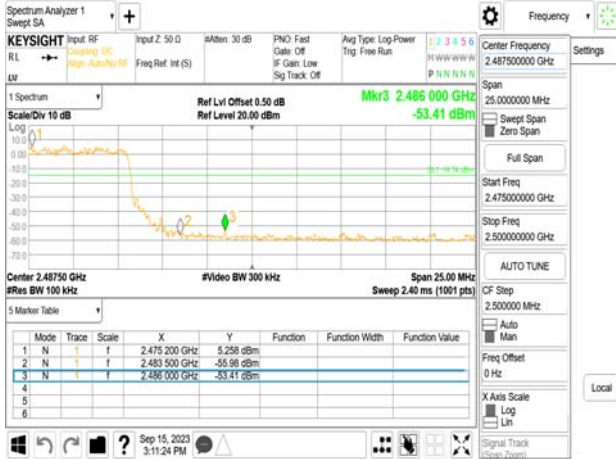 Spectrum Analyzer 1
Swept SA
+
Frequency
KEYSIGHT Input: RF
RL
Coupling: DC
Align: Auto/No RF
LW
Input Z: 50 Ω
Freq Ref: Int (S)
#Atten: 30 dB
PNO: Fast
Gate: Off
IF Gain: Low
Sig Track: Off
Avg Type: Log-Power
Trig: Free Run
1 2 3 4 5 6
M W W W W W
P N N N N N
Center Frequency
2.487500000 GHz
Settings
Span
25.0000000 MHz
Swept Span
Zero Span
Full Span
Start Freq
2.475000000 GHz
Stop Freq
2.500000000 GHz
AUTO TUNE
CF Step
2.500000 MHz
Auto
Man
Freq Offset
0 Hz
X Axis Scale
Log
Lin
Local
Signal Track
(Span Zoom)
1 Spectrum
Scale/Div 10 dB
Ref Lvl Offset 0.50 dB
Ref Level 20.00 dBm
Mkr3 2.486 000 GHz
-53.41 dBm
Log
10.0
0.00
-10.0
-20.0
-30.0
-40.0
-50.0
-60.0
-70.0
1
2
3
Center 2.48750 GHz
#Res BW 100 kHz
#Video BW 300 kHz
Span 25.00 MHz
Sweep 2.40 ms (1001 pts)
5 Marker Table
Mode Trace Scale X Y Function Function Width Function Value
1 N 1 f 2.475 200 GHz 5.258 dBm
2 N 1 f 2.483 500 GHz -55.96 dBm
3 N 1 f 2.486 000 GHz -53.41 dBm
4
5
6
?
Sep 15, 2023
3:11:24 PM